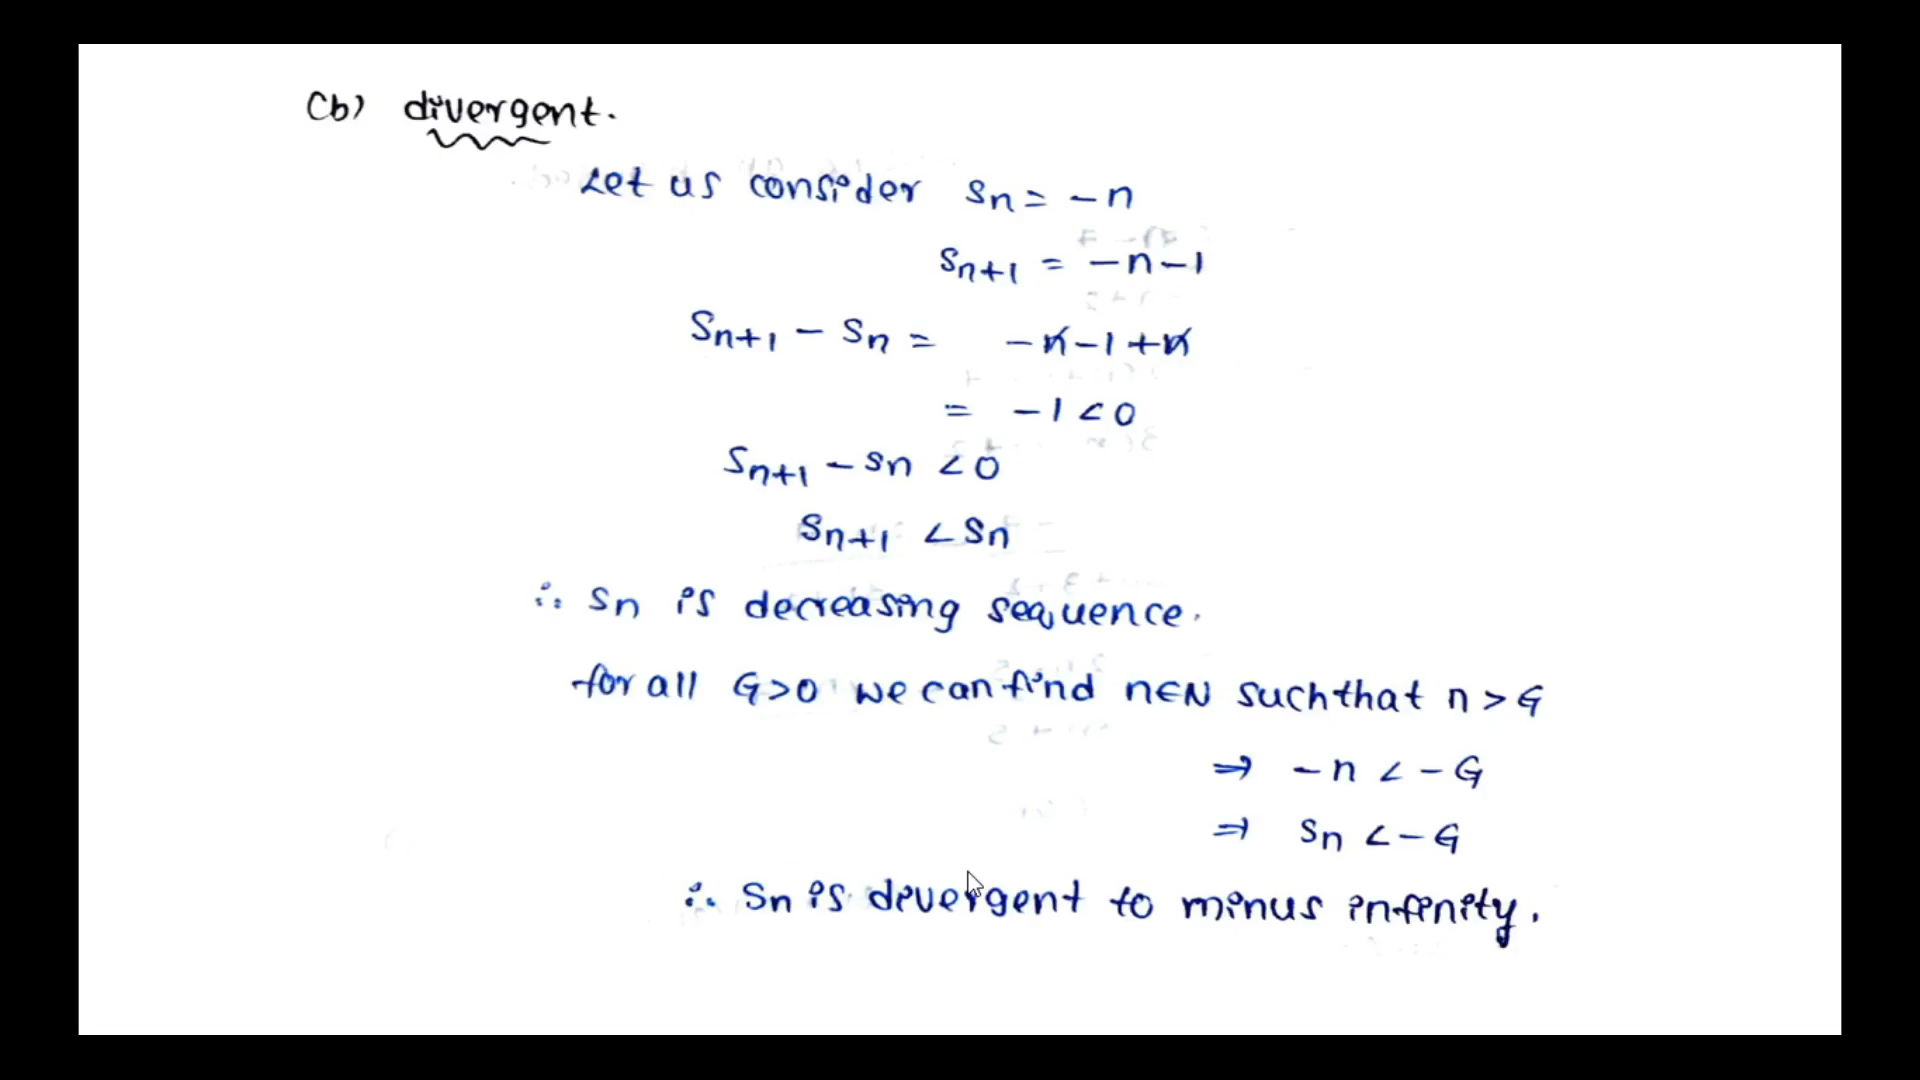 (b) divergent.
Let us consider Sn = -n
Sn+1 = -n-1
Sn+1 - Sn = -n-1+n
= -1<0
Sn+1 - Sn <0
Sn+1 < Sn
∴ Sn is decreasing sequence.
for all G>0 we can find n∈N such that n > G
⇒ -n < -G
⇒ Sn < -G
∴ Sn is divergent to minus infinity.